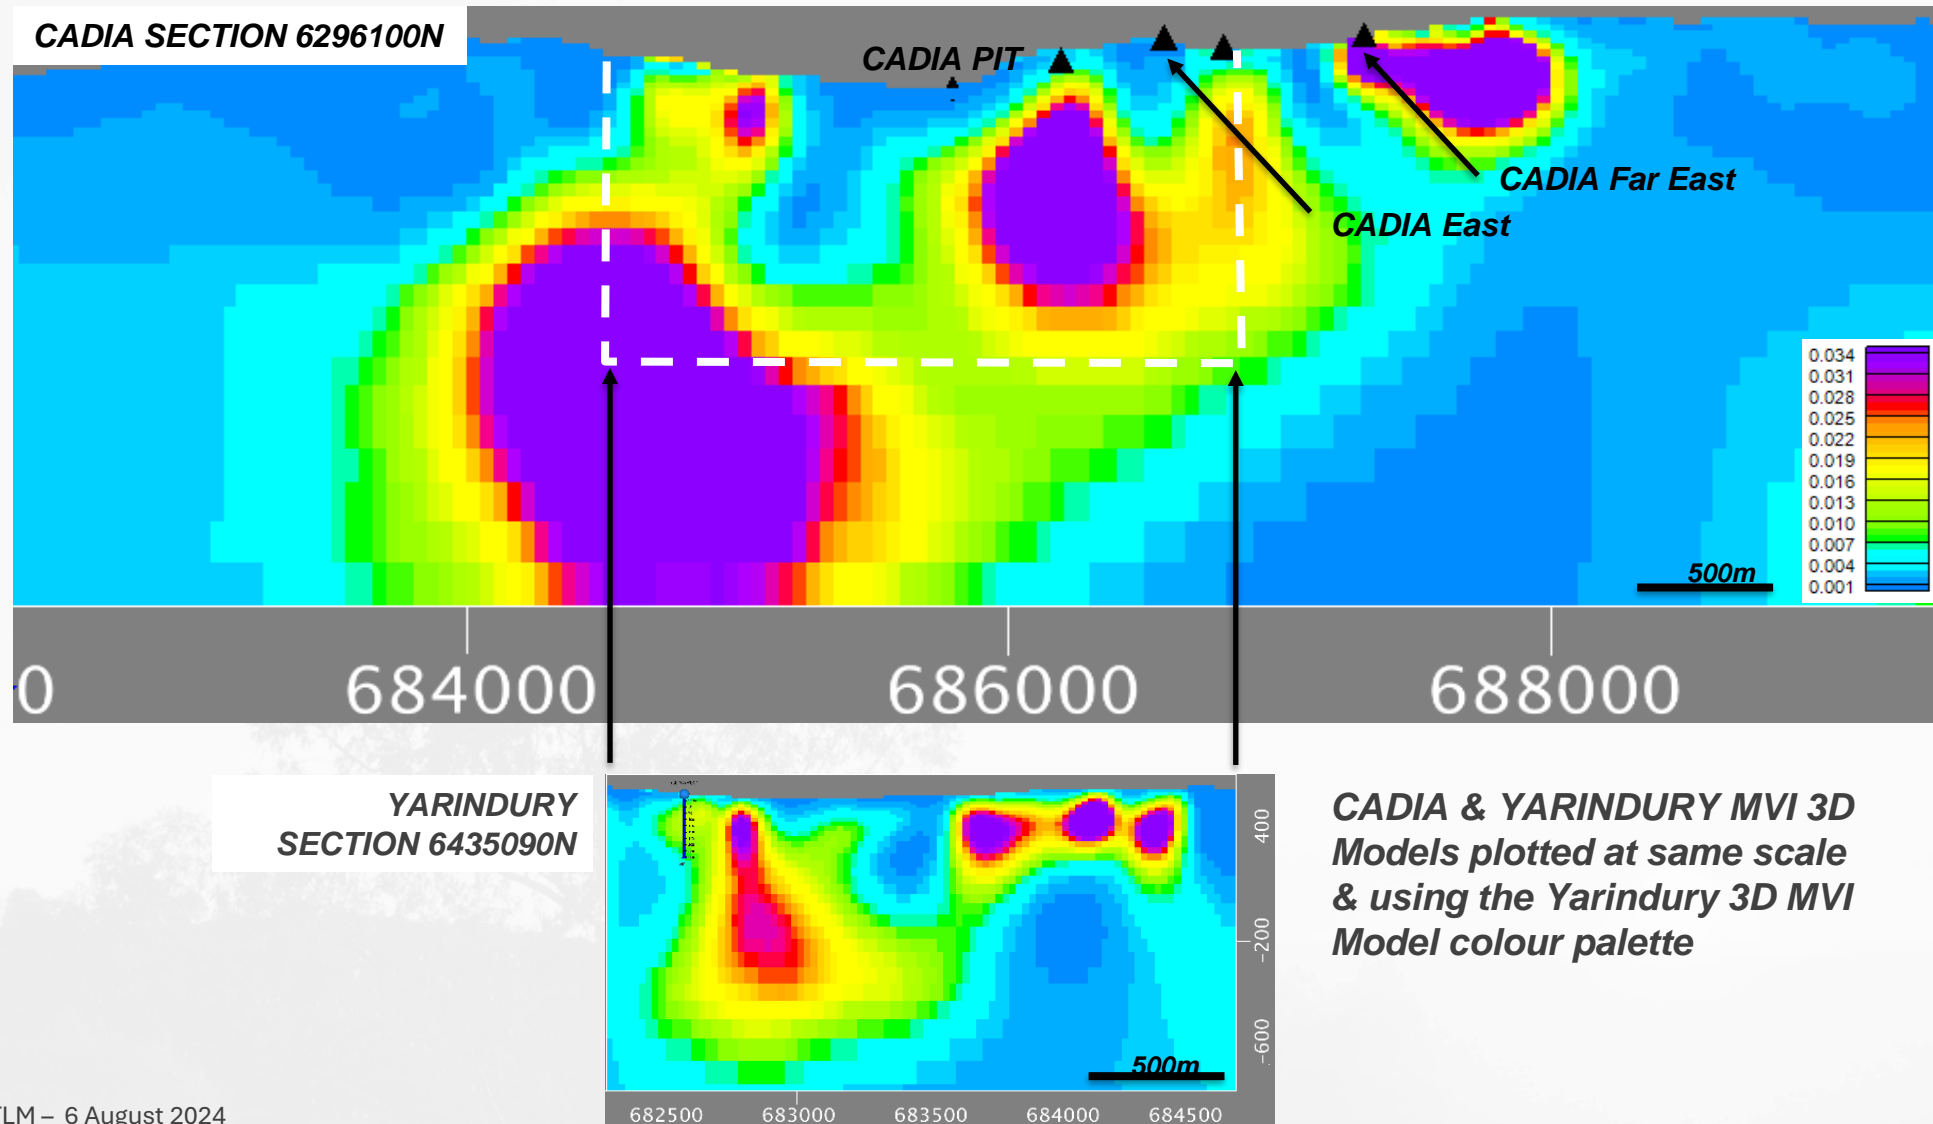 CADIA SECTION 6296100N
CADIA PIT
CADIA Far East
CADIA East
0.034
0.031
0.028
0.025
0.022
0.019
0.016
0.013
0.010
0.007
0.004
0.001
500m
0
684000
686000
688000
YARINDURY
SECTION 6435090N
400
-200
-600
500m
682500
683000
683500
684000
684500
CADIA & YARINDURY MVI 3D
Models plotted at same scale
& using the Yarindury 3D MVI
Model colour palette
LM – 6 August 2024